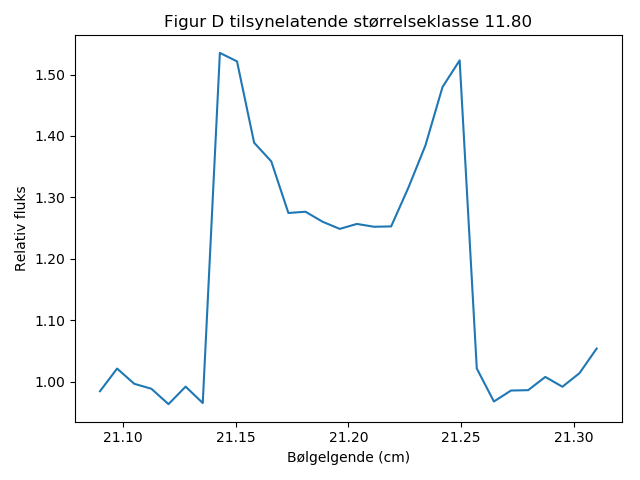 Figur D tilsynelatende størrelseklasse 11.80
1.50
1.40
1.30
1.20
1.10
1.00
Relativ fluks
21.10 21.15 21.20 21.25 21.30
Bølgelgende (cm)